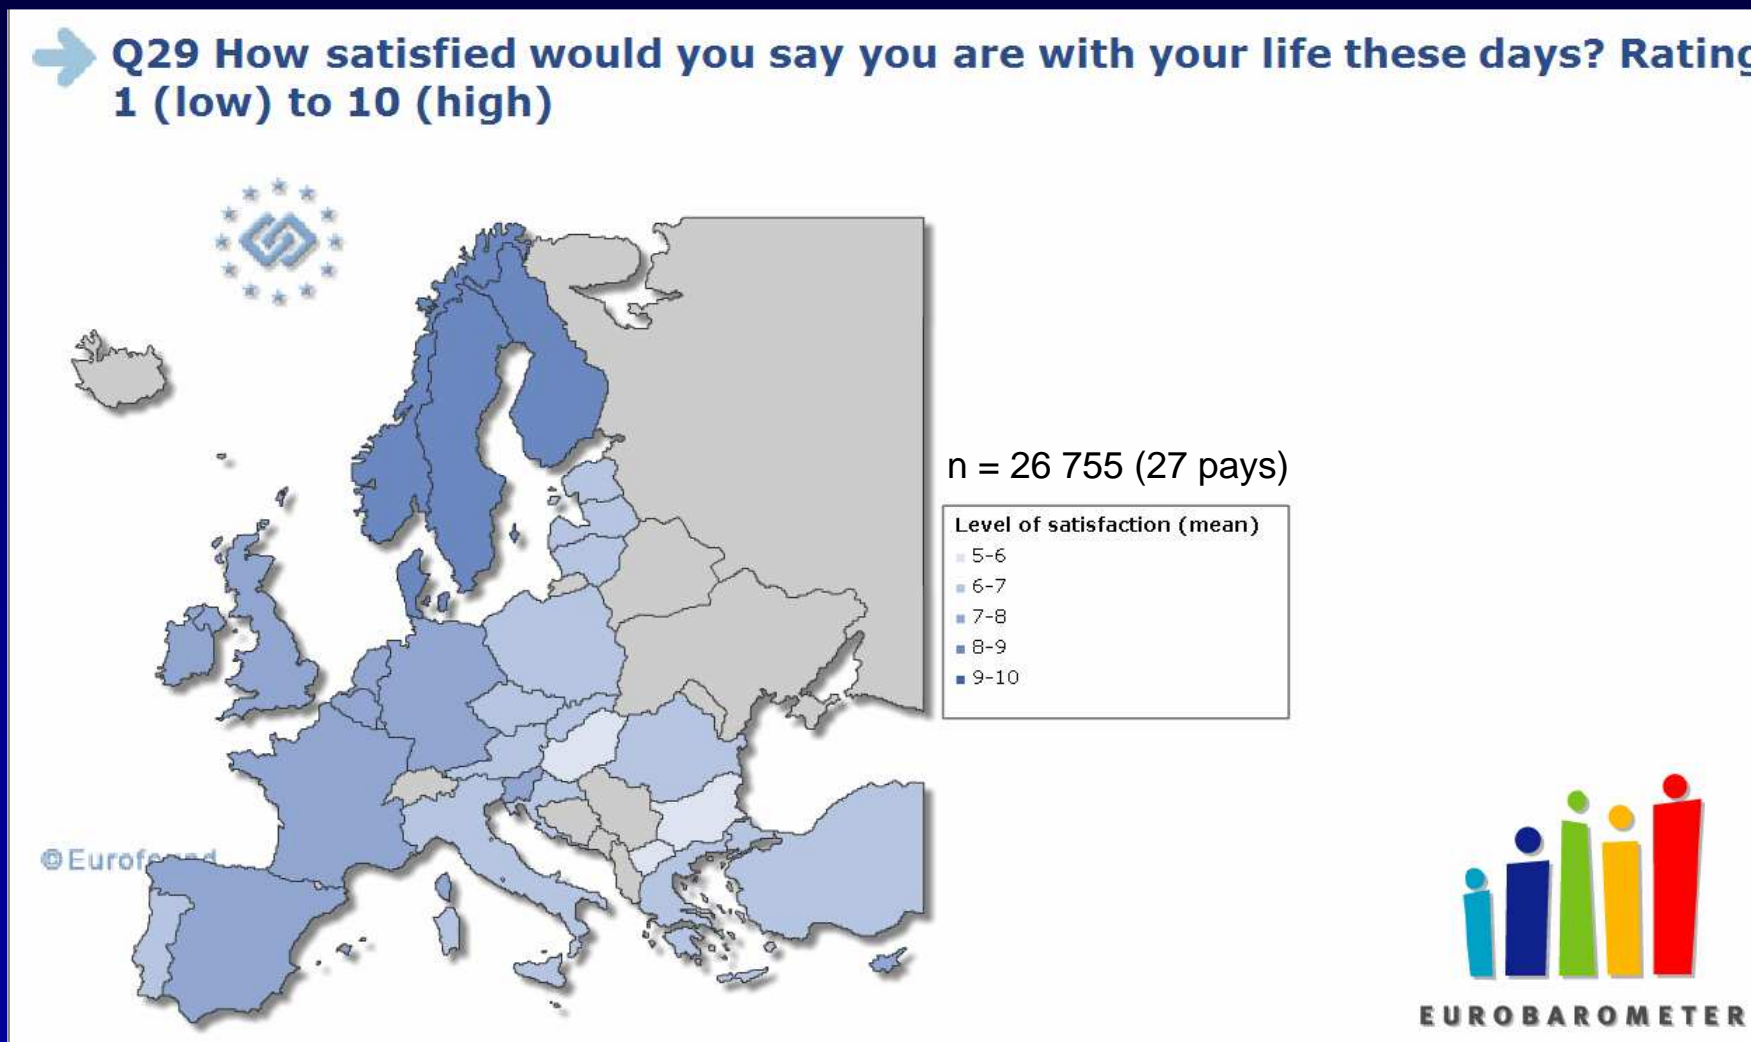 Q29 How satisfied would you say you are with your life these days? Rating
1 (low) to 10 (high)
n = 26 755 (27 pays)
Level of satisfaction (mean)
5-6
6-7
7-8
8-9
9-10
EUROBAROMETER